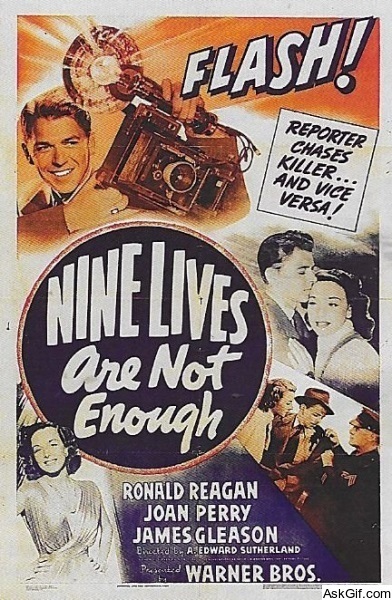 FLASH!
REPORTER
CHASES
KILLER...
AND VICE
VERSA!
NINE LIVES
Are Not
Enough
RONALD REAGAN
JOAN PERRY
JAMES GLEASON
Directed by A. EDWARD SUTHERLAND
Presented by WARNER BROS.
AskGif.com